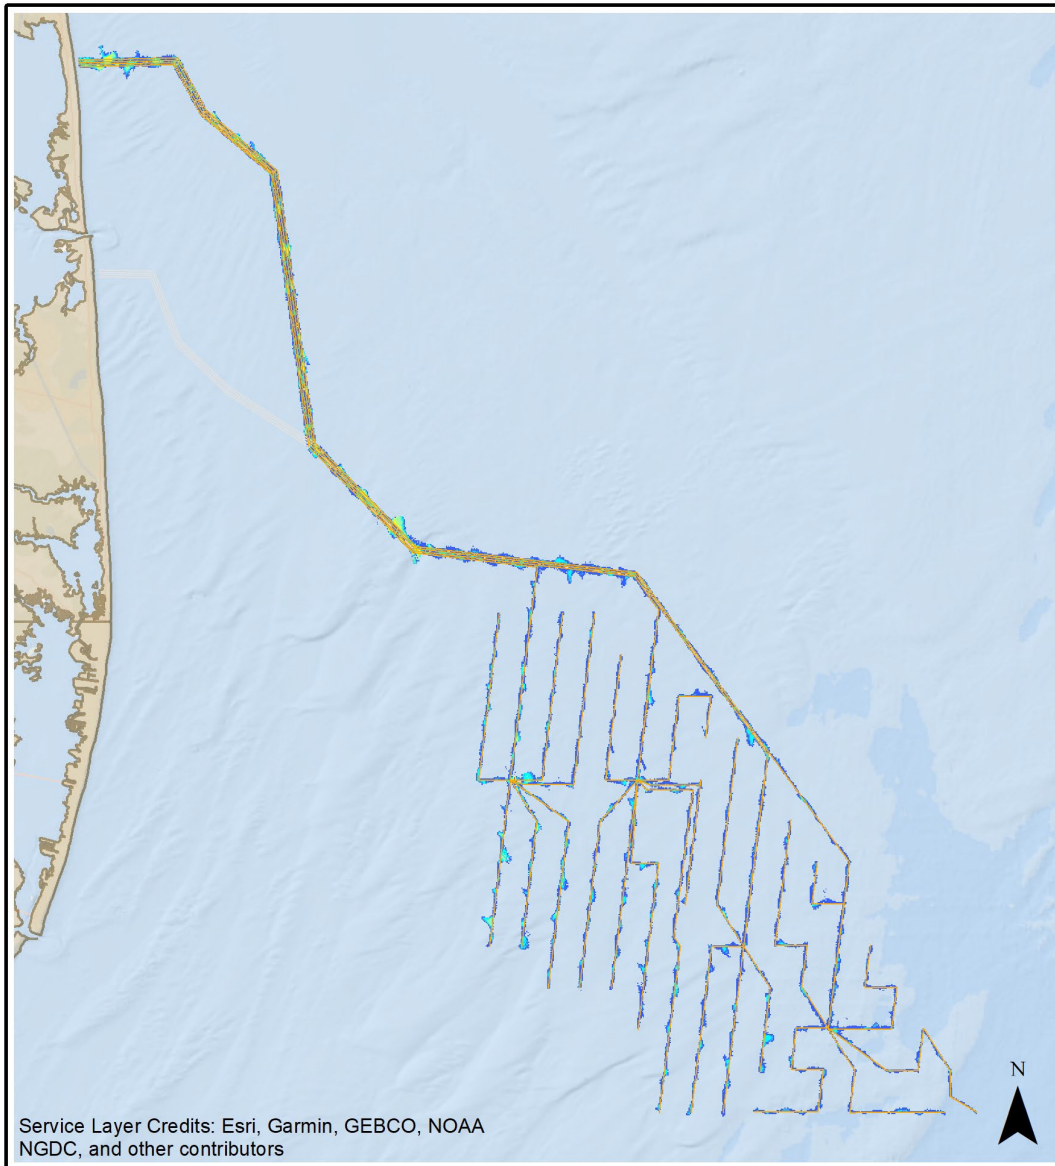 N
Service Layer Credits: Esri, Garmin, GEBCO, NOAA
NGDC, and other contributors